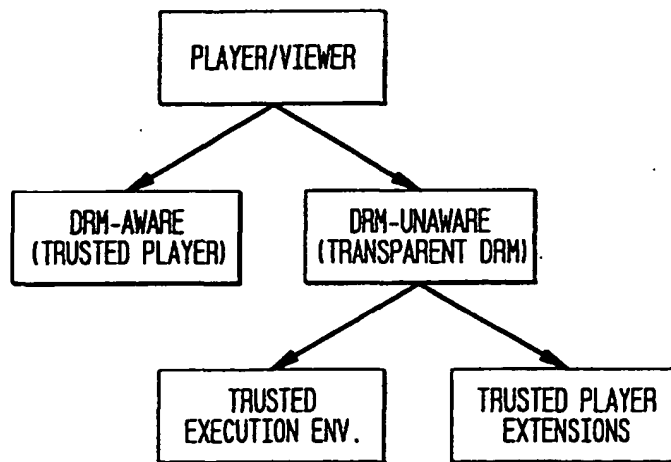 PLAYER/VIEWER
DRM-AWARE
(TRUSTED PLAYER)
DRM-UNAWARE
(TRANSPARENT DRM)
TRUSTED
EXECUTION ENV.
TRUSTED PLAYER
EXTENSIONS